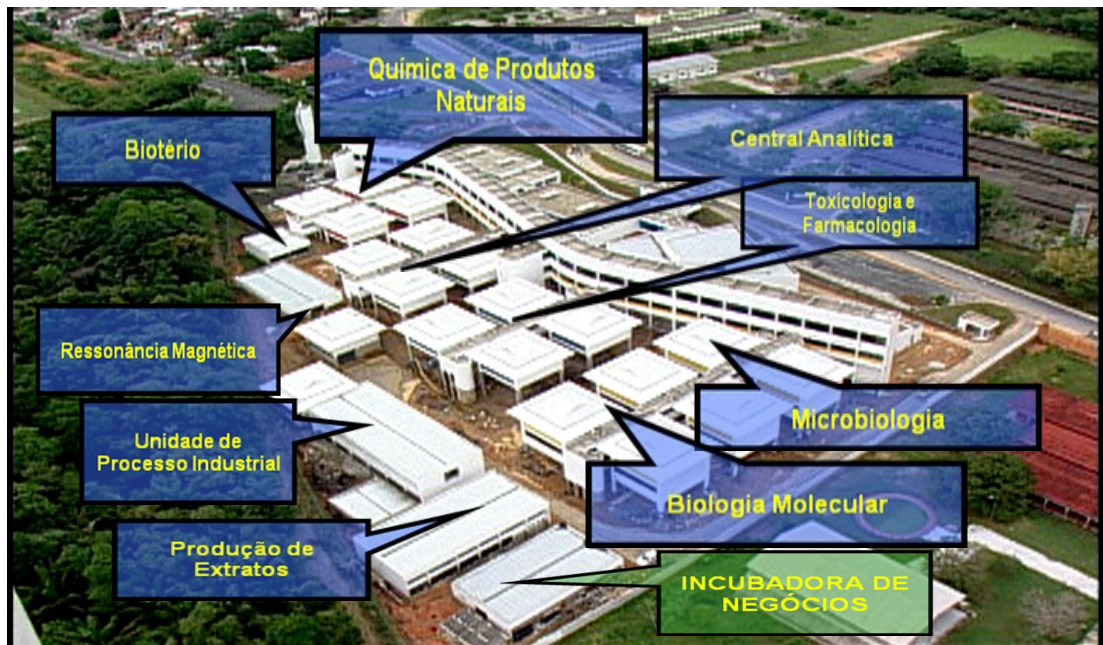 Química de Produtos
Naturais
Biotério
Central Analítica
Toxicologia e
Farmacologia
Ressonância Magnética
Microbiologia
Unidade de
Processo Industrial
Biologia Molecular
Produção de
Extratos
INCUBADORA DE
NEGÓCIOS